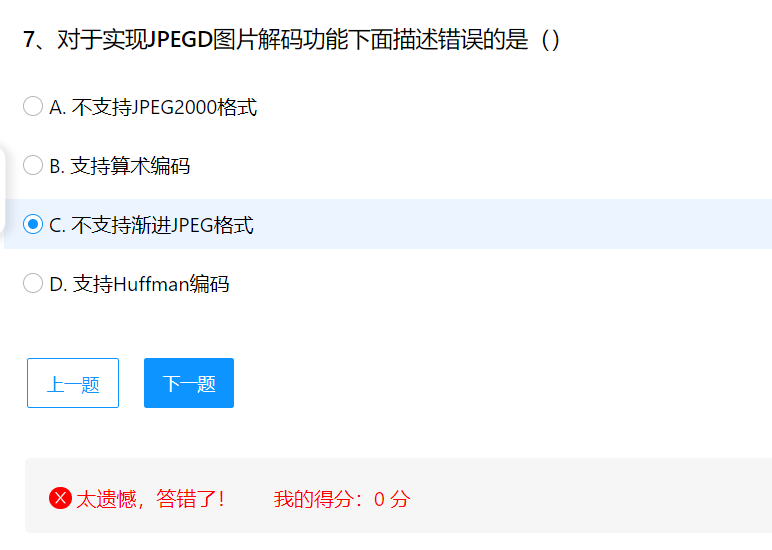 7、对于实现JPEGD图片解码功能下面描述错误的是（）
A. 不支持JPEG2000格式
B. 支持算术编码
C. 不支持渐进JPEG格式
D. 支持Huffman编码
上一题 下一题
太遗憾，答错了！ 我的得分：0 分